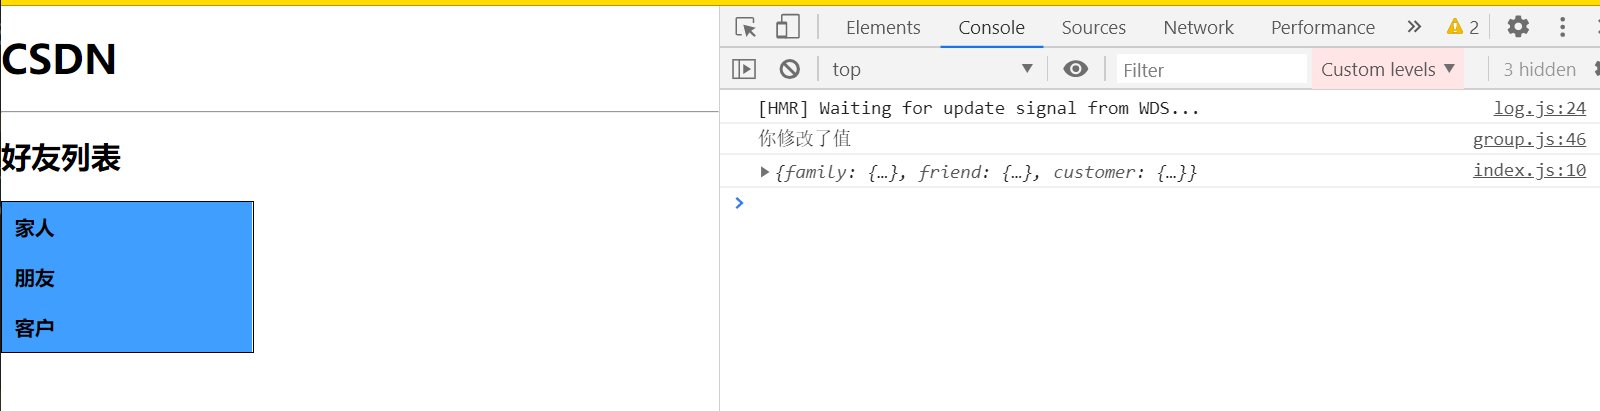 CSDN
好友列表
家人
朋友
客户
Elements Console Sources Network Performance 2
top Filter Custom levels 3 hidden
[HMR] Waiting for update signal from WDS... log.js:24
你修改了值 group.js:46
{family: {…}, friend: {…}, customer: {…}} index.js:10